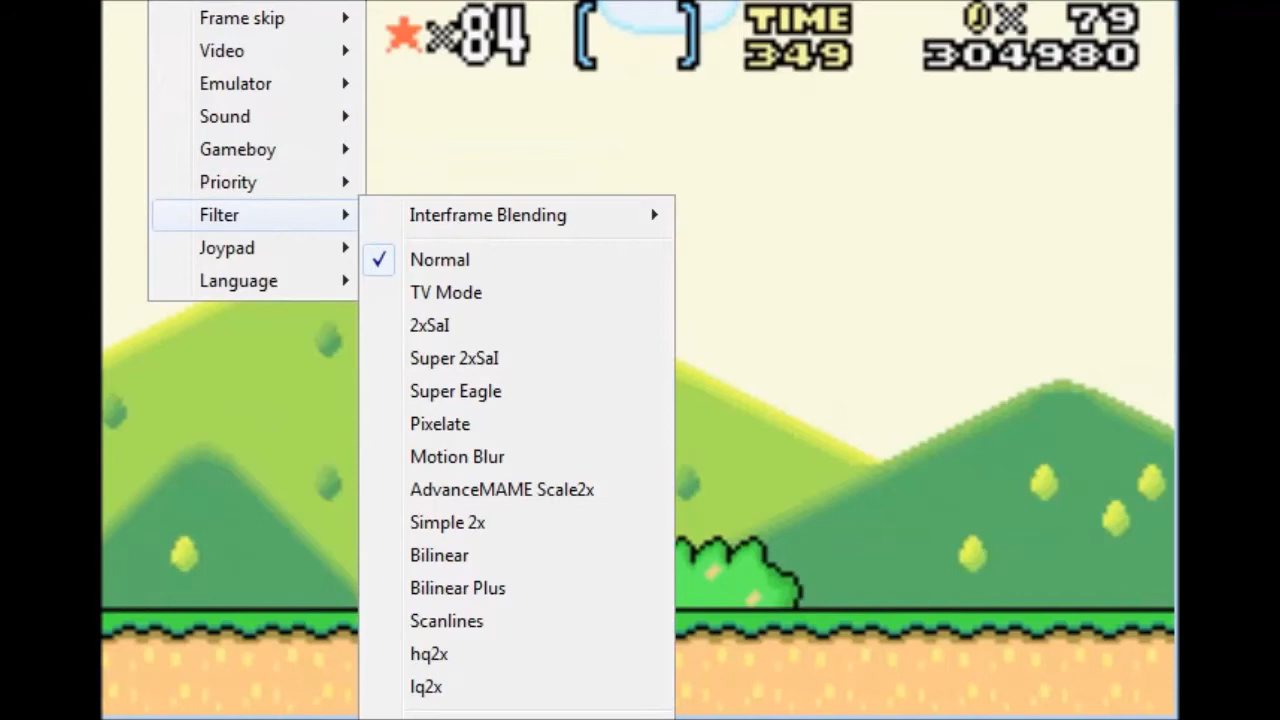 Frame skip
Video
Emulator
Sound
Gameboy
Priority
Filter
Joypad
Language
Interframe Blending
Normal
TV Mode
2xSaI
Super 2xSaI
Super Eagle
Pixelate
Motion Blur
AdvanceMAME Scale2x
Simple 2x
Bilinear
Bilinear Plus
Scanlines
hq2x
lq2x
×84
TIME
349
× 79
304980